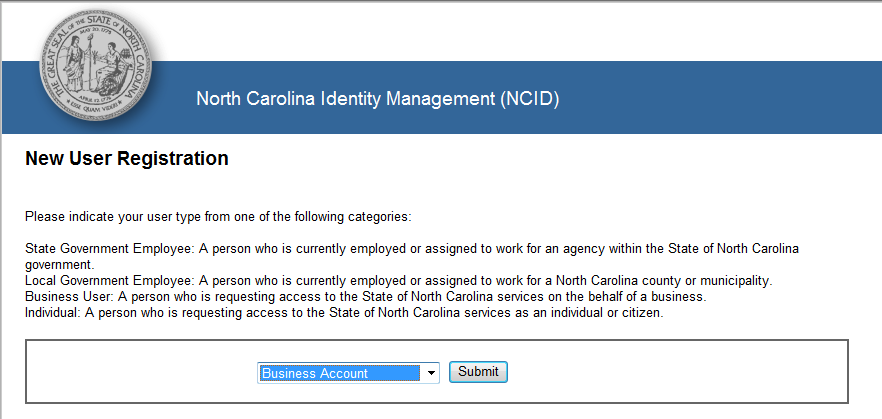 THE GREAT SEAL OF THE STATE OF NORTH CAROLINA
MAY 20, 1775
APRIL 12, 1776
ESSE QUAM VIDERI
North Carolina Identity Management (NCID)
New User Registration
Please indicate your user type from one of the following categories:
State Government Employee: A person who is currently employed or assigned to work for an agency within the State of North Carolina
government.
Local Government Employee: A person who is currently employed or assigned to work for a North Carolina county or municipality.
Business User: A person who is requesting access to the State of North Carolina services on the behalf of a business.
Individual: A person who is requesting access to the State of North Carolina services as an individual or citizen.
Business Account
Submit